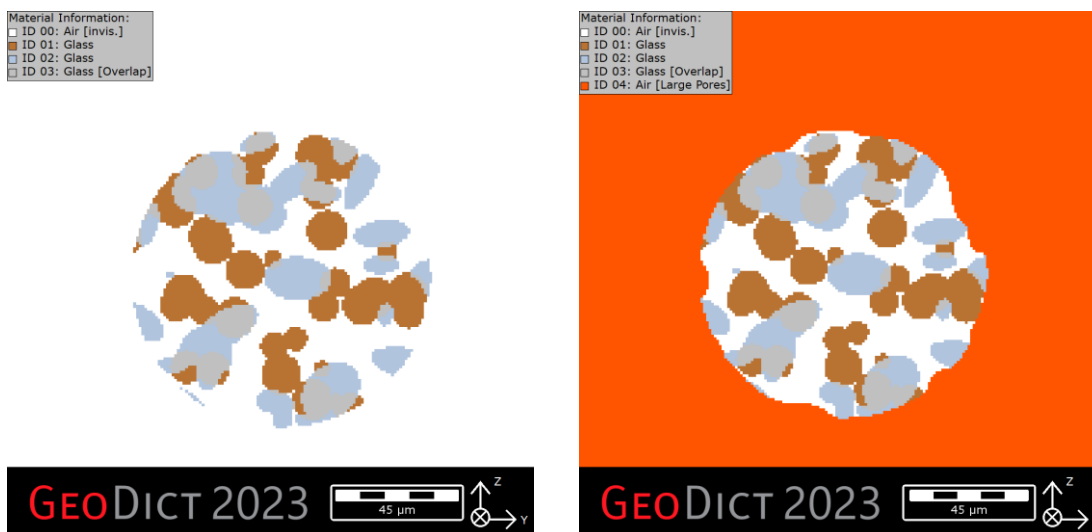 Material Information:
ID 00: Air [invis.]
ID 01: Glass
ID 02: Glass
ID 03: Glass [Overlap]
GEODICT 2023
45 µm
Z
Y
Material Information:
ID 00: Air [invis.]
ID 01: Glass
ID 02: Glass
ID 03: Glass [Overlap]
ID 04: Air [Large Pores]
GEODICT 2023
45 µm
Z
Y